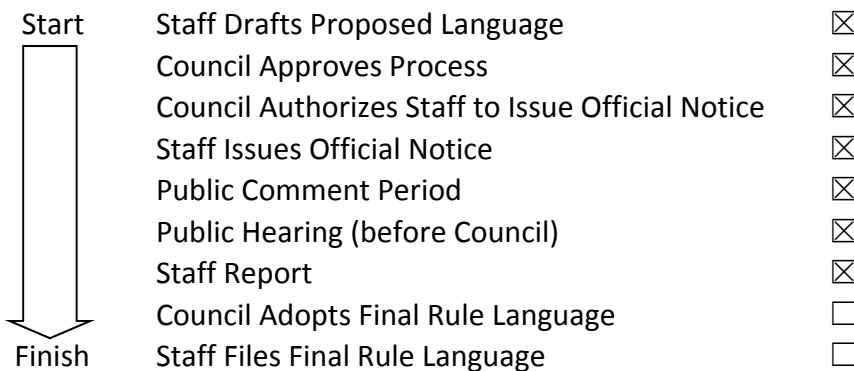 Start Staff Drafts Proposed Language ☒
Council Approves Process ☒
Council Authorizes Staff to Issue Official Notice ☒
Staff Issues Official Notice ☒
Public Comment Period ☒
Public Hearing (before Council) ☒
Staff Report ☒
Council Adopts Final Rule Language ☐
Finish Staff Files Final Rule Language ☐